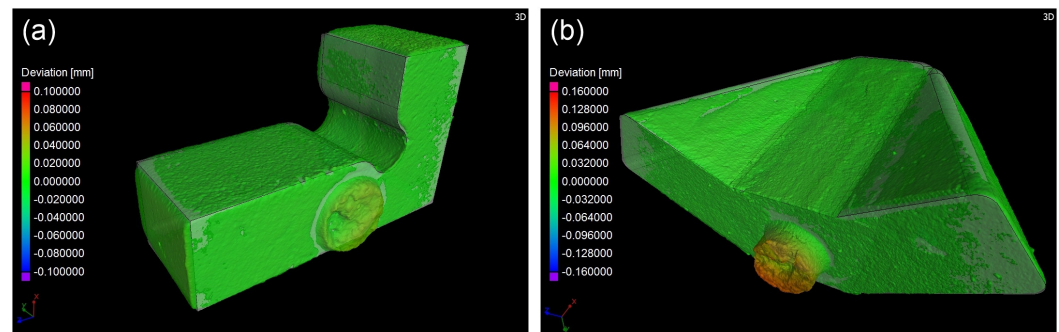 (a)
3D
Deviation [mm]
0.100000
0.080000
0.060000
0.040000
0.020000
0.000000
-0.020000
-0.040000
-0.060000
-0.080000
-0.100000
X
Y
Z
(b)
3D
Deviation [mm]
0.160000
0.128000
0.096000
0.064000
0.032000
0.000000
-0.032000
-0.064000
-0.096000
-0.128000
-0.160000
X
Z
Y